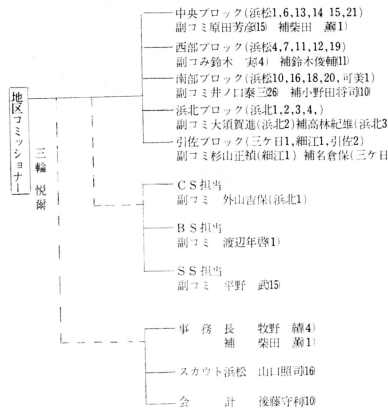 地区コミッショナー
三輪悦爾
中央ブロック(浜松1,6,13,14 15,21)
副コミ原田芳彦15) 補柴田 薫1)
西部ブロック(浜松4,7,11,12,19)
副コみ鈴木 実4) 補鈴木俊輔11)
南部ブロック(浜松10,16,18,20,可美1)
副コミ井ノ口泰三26) 補小野田将司10)
浜北ブロック(浜北1,2,3,4,)
副コミ大須賀進(浜北2) 補高林紀雄(浜北3
引佐ブロック(三ケ日1,細江1,引佐2)
副コミ杉山正禎(細江1) 補名倉保(三ケ日
CS担当
副コミ 外山吉保(浜北1)
BS担当
副コミ 渡辺年啓1)
SS担当
副コミ 平野 武15)
事務長 牧野 4)
補 柴田 薫1)
スカウト浜松 山口照司16)
会計 後藤守利10)